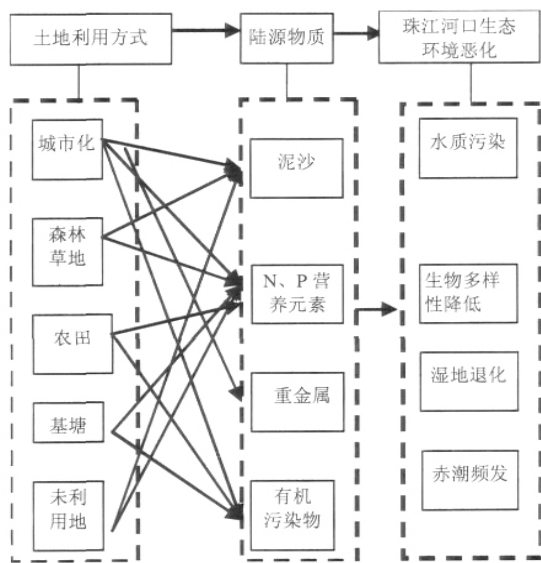 土地利用方式
陆源物质
珠江河口生态
环境恶化
城市化
森林
草地
农田
基塘
未利
用地
泥沙
N、P营
养元素
重金属
有机
污染物
水质污染
生物多样
性降低
湿地退化
赤潮频发